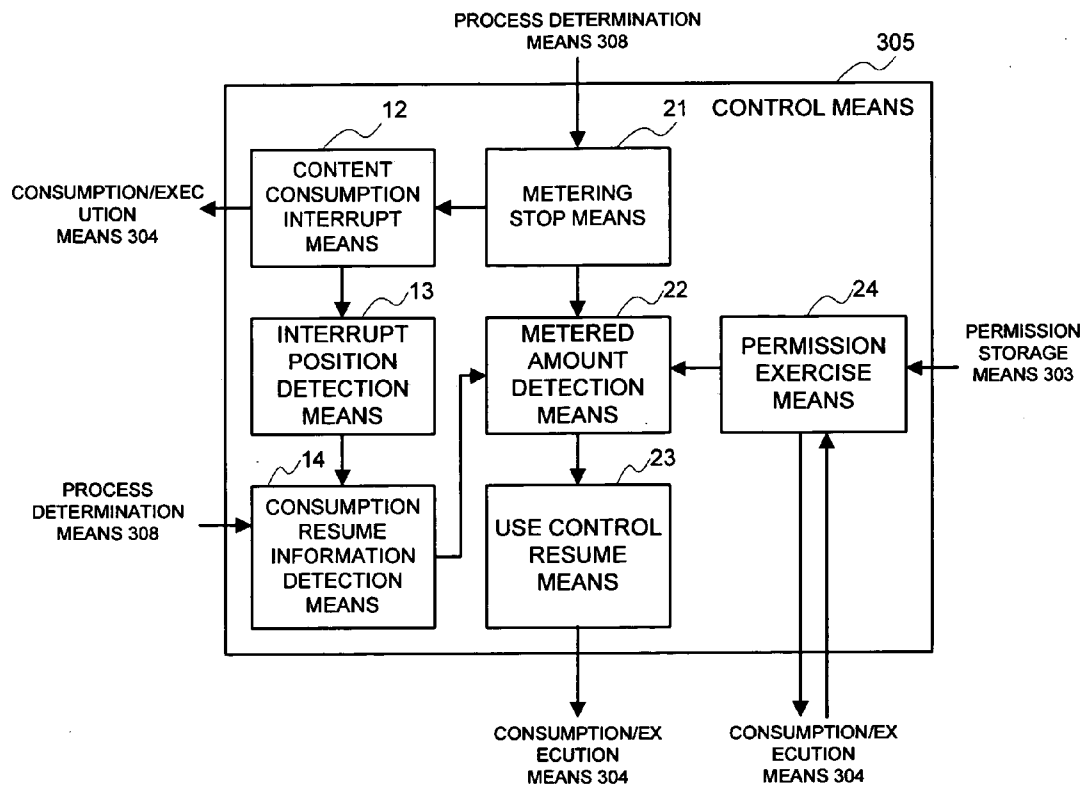 PROCESS DETERMINATION
MEANS 308
305
CONTROL MEANS
12
21
CONTENT
CONSUMPTION
INTERRUPT
MEANS
METERING
STOP MEANS
CONSUMPTION/EXEC
UTION
MEANS 304
13
22
24
INTERRUPT
POSITION
DETECTION
MEANS
METERED
AMOUNT
DETECTION
MEANS
PERMISSION
EXERCISE
MEANS
PERMISSION
STORAGE
MEANS 303
14
23
PROCESS
DETERMINATION
MEANS 308
CONSUMPTION
RESUME
INFORMATION
DETECTION
MEANS
USE CONTROL
RESUME
MEANS
CONSUMPTION/EX
ECUTION
MEANS 304
CONSUMPTION/EX
ECUTION
MEANS 304